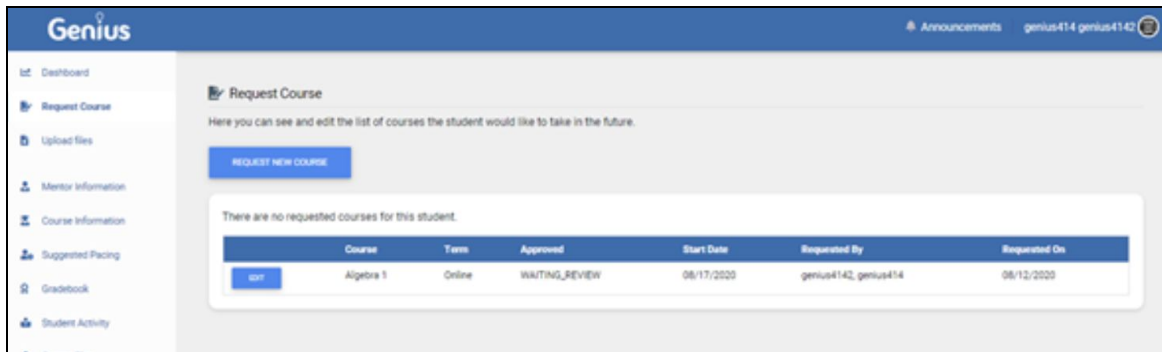 Genius
Announcements genius414 genius4142
Dashboard
Request Course
Upload files
Mentor Information
Course Information
Suggested Pacing
Gradebook
Student Activity
Request Course
Here you can see and edit the list of courses the student would like to take in the future.
REQUEST NEW COURSE
There are no requested courses for this student.
Course Term Approved Start Date Requested By Requested On
EDIT Algebra 1 Online WAITING_REVIEW 08/17/2020 genius4142, genius414 08/12/2020